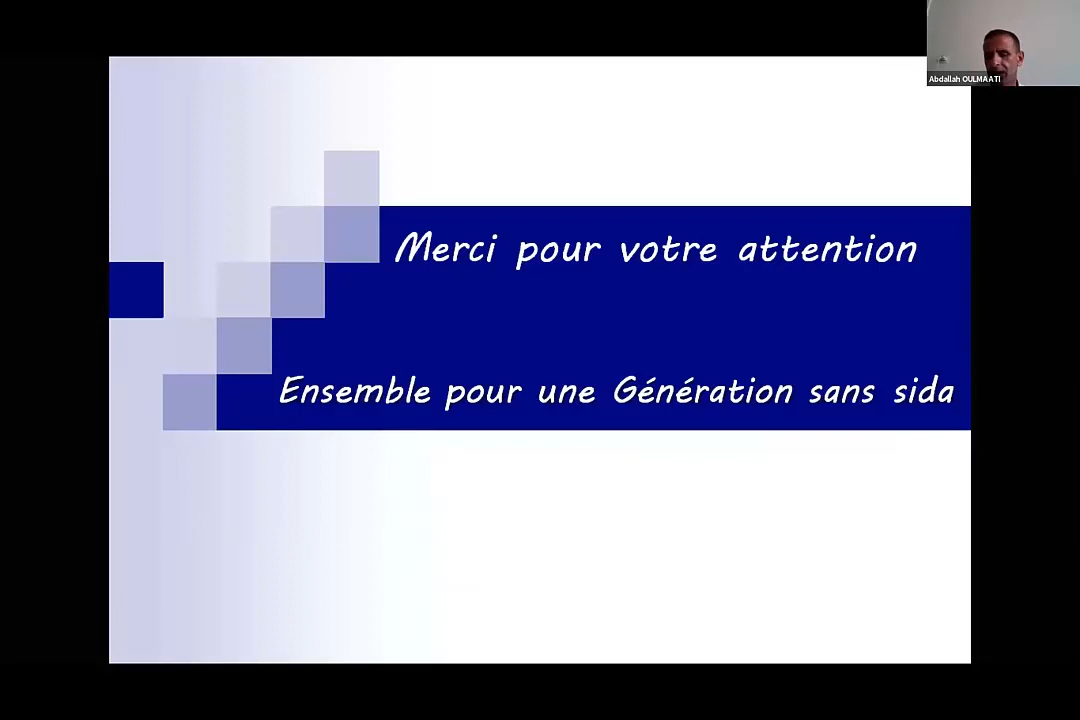 Abdallah OULMAATI
Merci pour votre attention
Ensemble pour une Génération sans sida